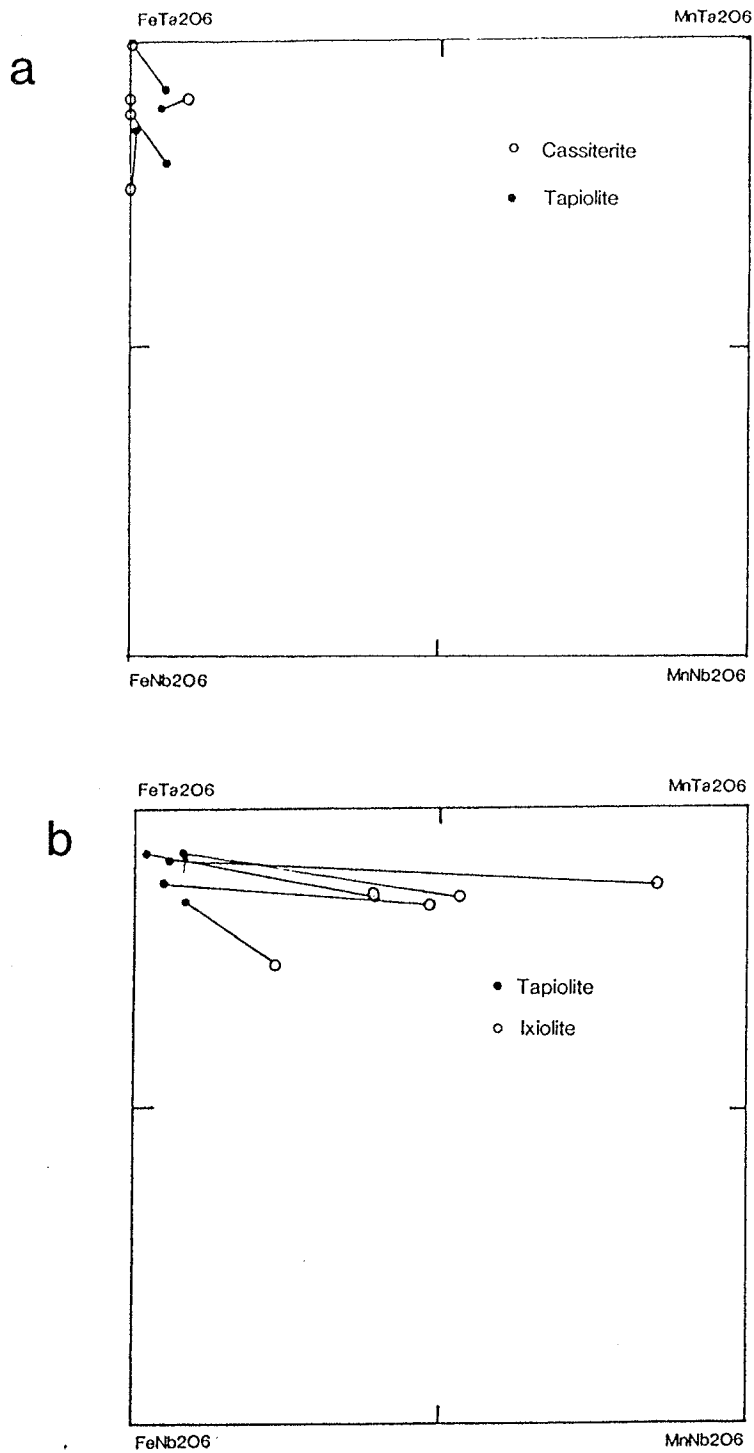 a
FeTa2O6 MnTa2O6
Cassiterite
Tapiolite
FeNb2O6 MnNb2O6
b
FeTa2O6 MnTa2O6
Tapiolite
Ixiolite
FeNb2O6 MnNb2O6